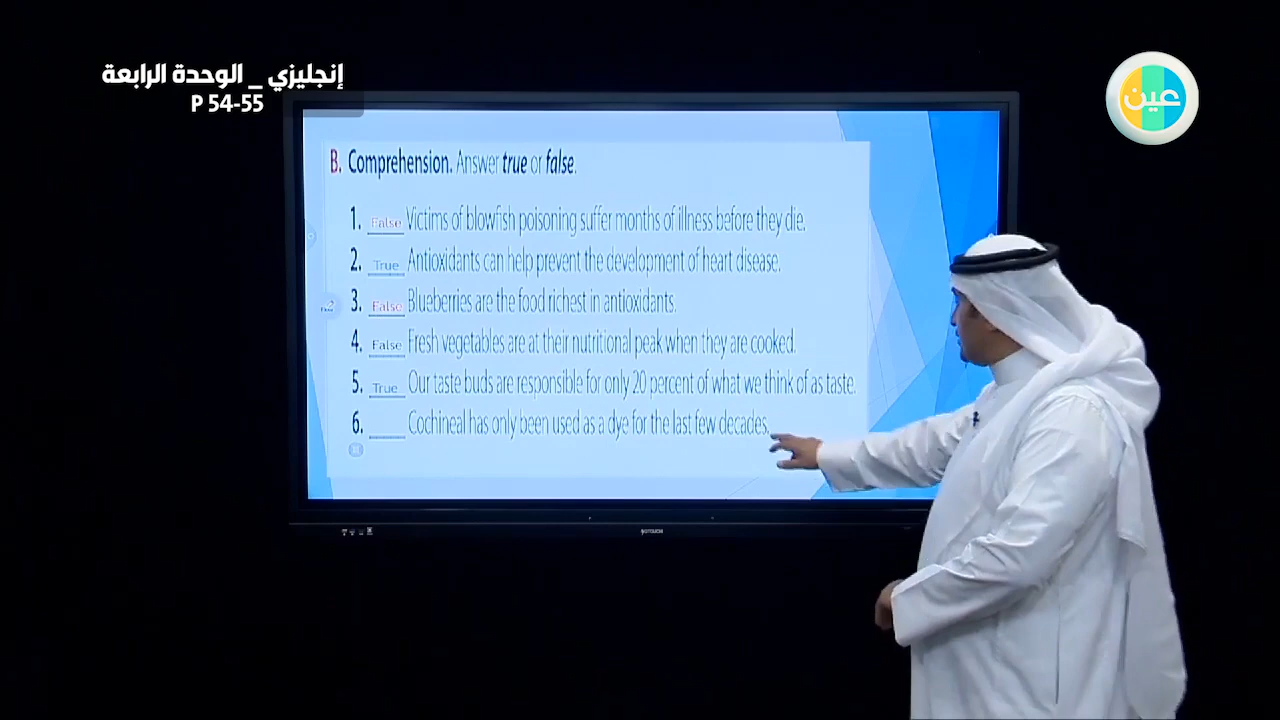 إنجليزي _ الوحدة الرابعة
P 54-55
عين
B. Comprehension. Answer true or false.
1. False Victims of blowfish poisoning suffer months of illness before they die.
2. True Antioxidants can help prevent the development of heart disease.
3. False Blueberries are the food richest in antioxidants.
4. False Fresh vegetables are at their nutritional peak when they are cooked.
5. True Our taste buds are responsible for only 20 percent of what we think of as taste.
6. ____ Cochineal has only been used as a dye for the last few decades.